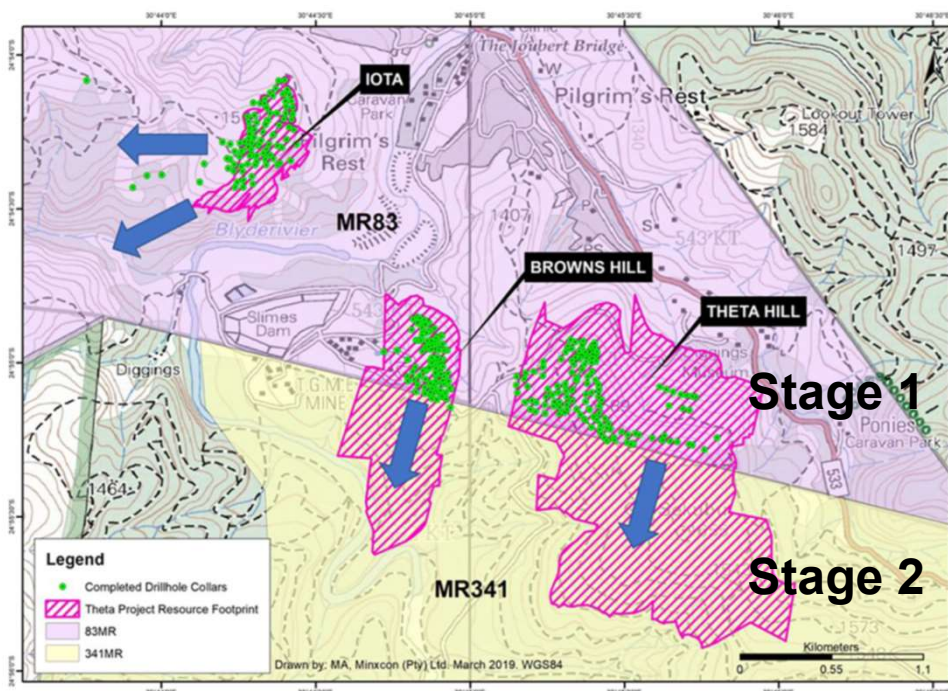 30°44'0"E 30°44'30"E 30°45'0"E 30°45'30"E 30°46'0"E
The Joubert Bridge
W
IOTA
Caravan
Park
Pilgrim's Rest
Lookout Tower
1584
Pilgrim's
Rest
MR83
1407
S
543 KT
Blyderivier
1497
BROWNS HILL
THETA HILL
Slimes
Dam
Diggings
T.G.M.E
MINE
Stage 1
Ponies
Caravan Park
533
1464
Legend
Completed Drillhole Collars
Theta Project Resource Footprint
83MR
341MR
MR341
Stage 2
1573
Drawn by: MA, Minxcon (Pty) Ltd. March 2019. WGS84
Kilometers
0 0.55 1.1